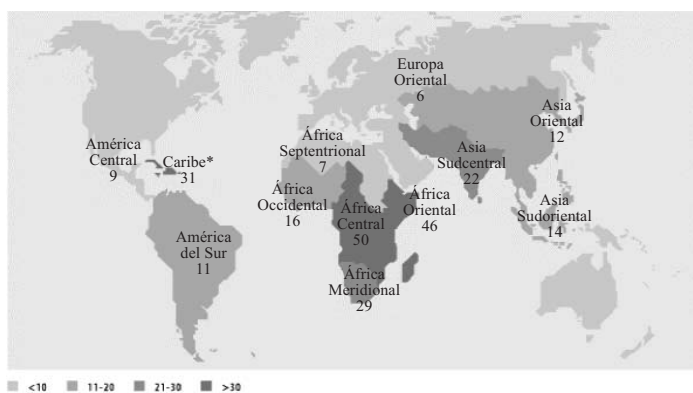 Europa
Oriental
6
Asia
Oriental
12
América
Central
9
Caribe*
31
África
Septentrional
7
Asia
Sudcentral
22
África
Occidental
16
África
Central
50
África
Oriental
46
Asia
Sudoriental
14
América
del Sur
11
África
Meridional
29
<10
11-20
21-30
>30